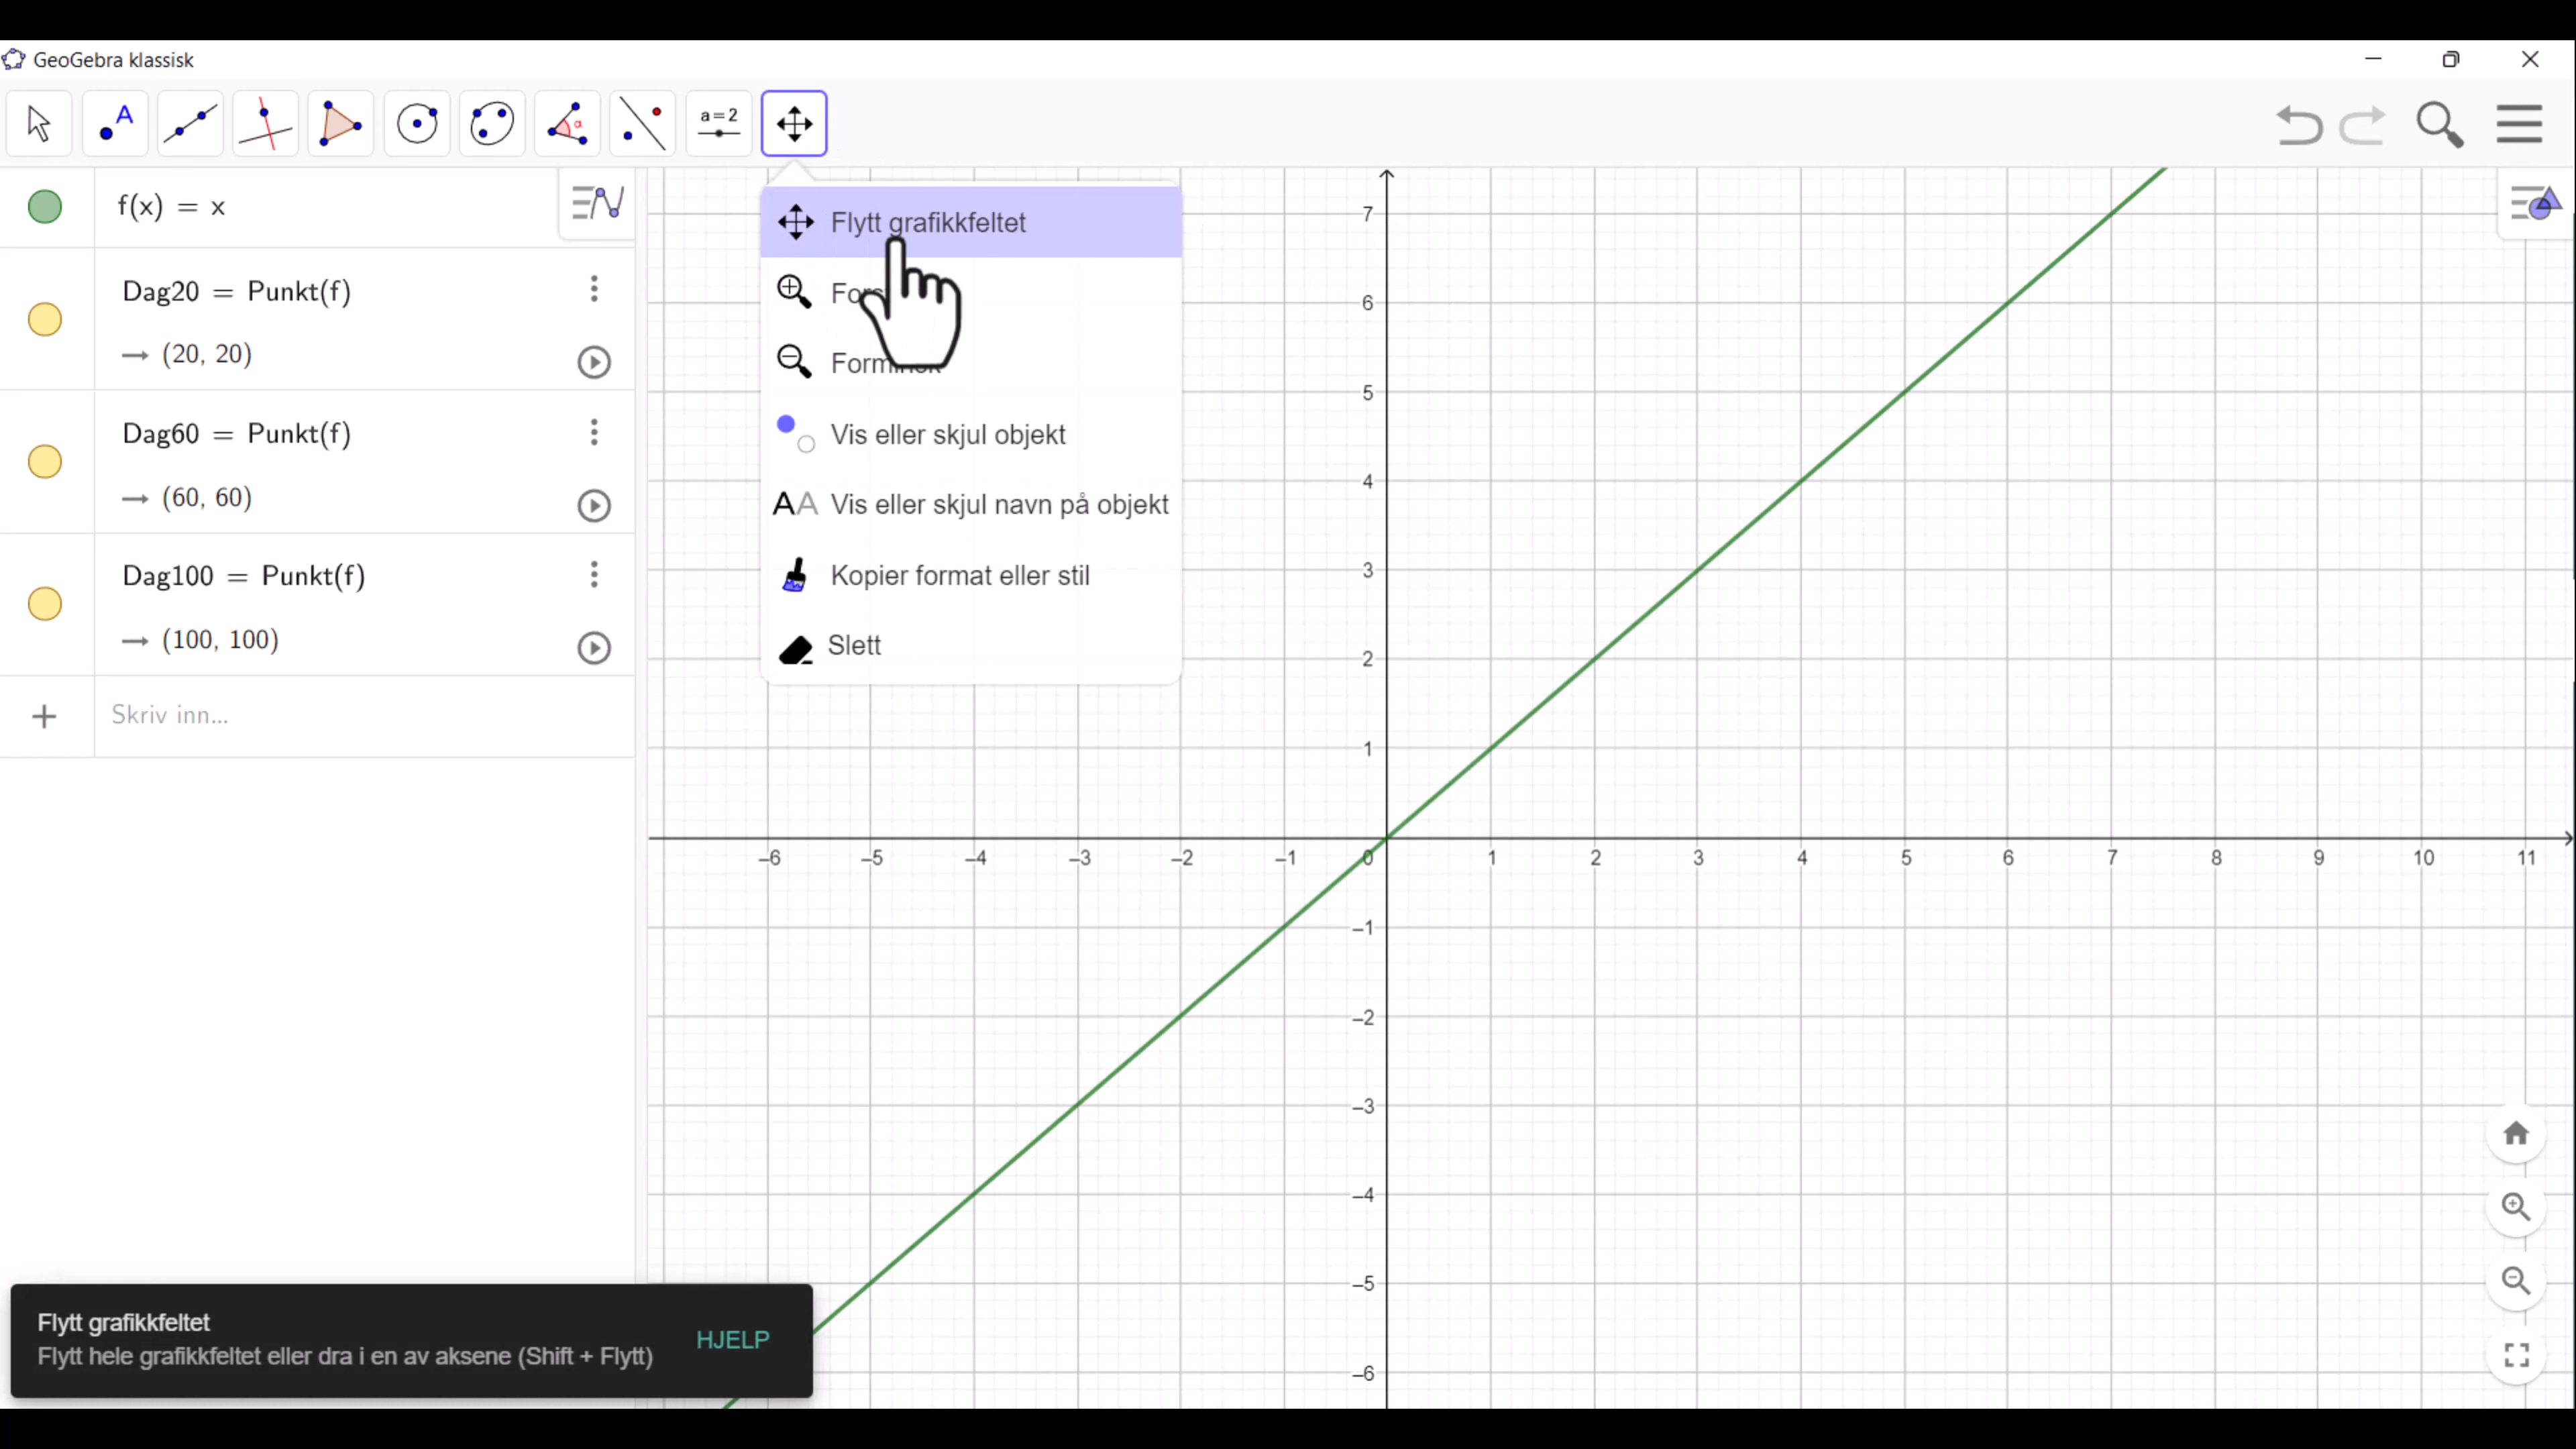 GeoGebra klassisk
A
α
a = 2
f(x) = x
Dag20 = Punkt(f)
→ (20, 20)
Dag60 = Punkt(f)
→ (60, 60)
Dag100 = Punkt(f)
→ (100, 100)
+ Skriv inn...
Flytt grafikkfeltet
Vis eller skjul objekt
AA Vis eller skjul navn på objekt
Kopier format eller stil
Slett
7
6
5
4
3
2
1
–6 –5 –4 –3 –2 –1 0 1 2 3 4 5 6 7 8 9 10 11
–1
–2
–3
–4
–5
–6
Flytt grafikkfeltet
Flytt hele grafikkfeltet eller dra i en av aksene (Shift + Flytt)
HJELP